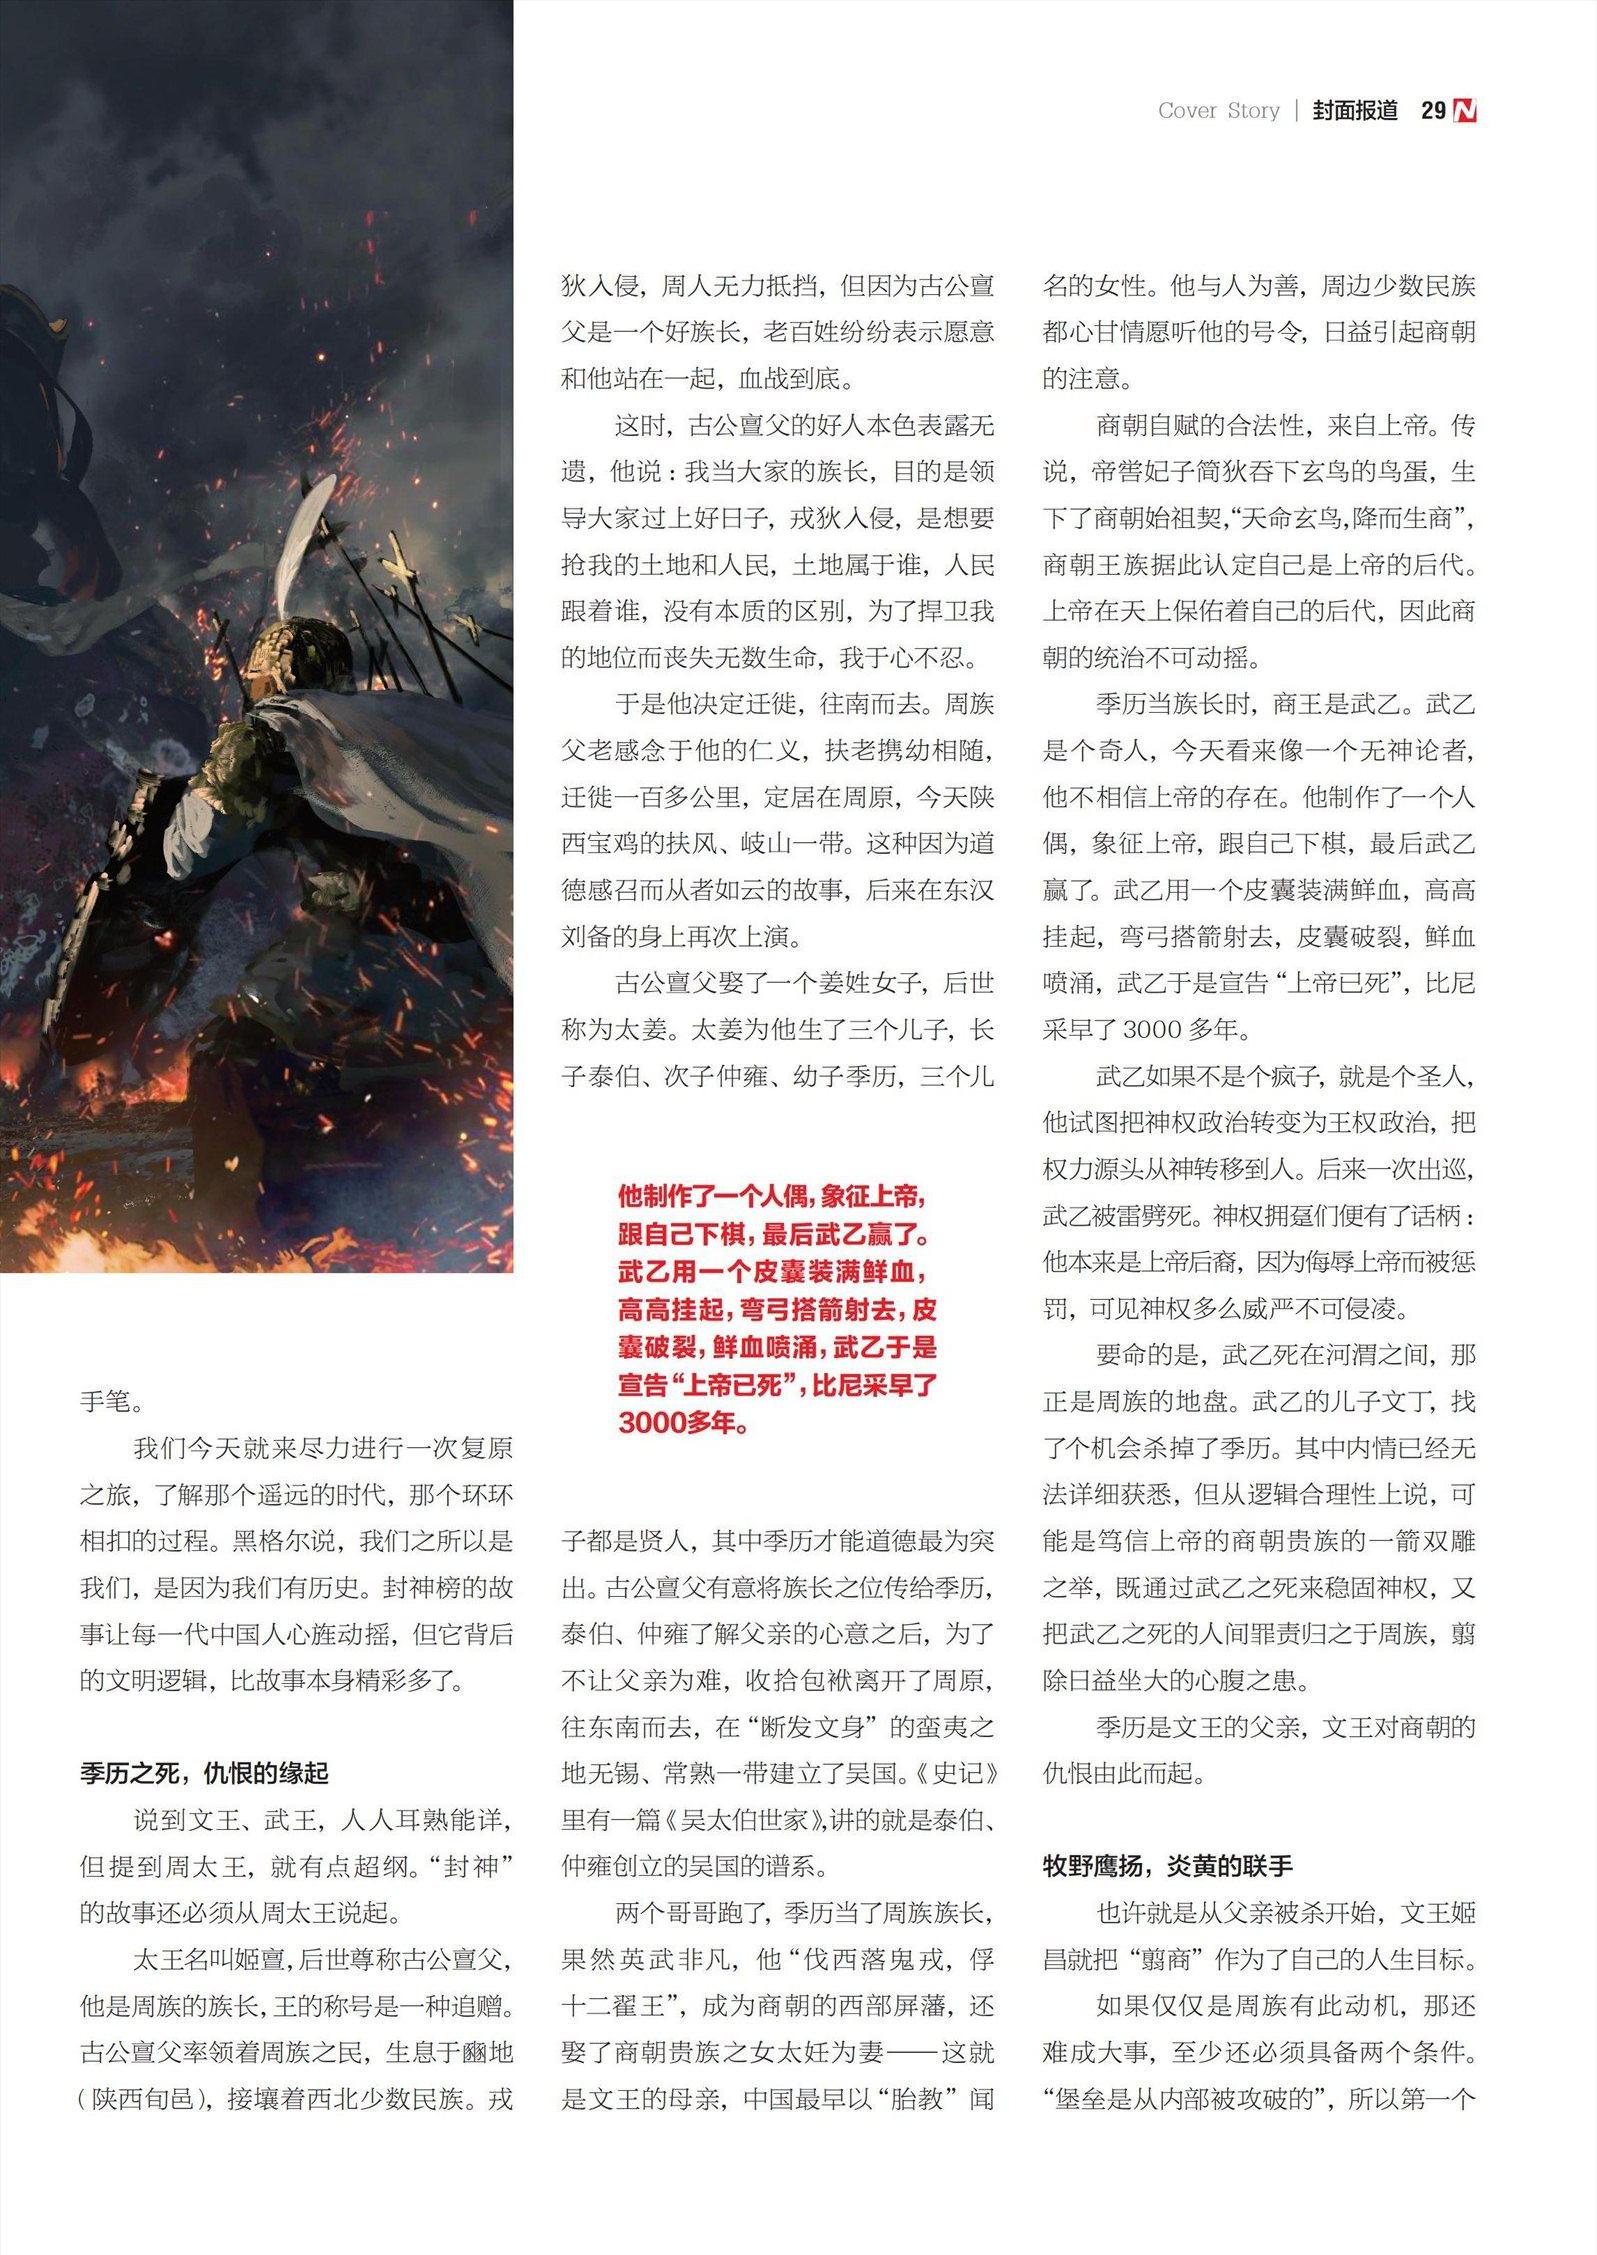 Cover Story | 封面报道 29 N
手笔。
我们今天就来尽力进行一次复原
之旅，了解那个遥远的时代，那个环环
相扣的过程。黑格尔说，我们之所以是
我们，是因为我们有历史。封神榜的故
事让每一代中国人心旌动摇，但它背后
的文明逻辑，比故事本身精彩多了。
季历之死，仇恨的缘起
说到文王、武王，人人耳熟能详，
但提到周太王，就有点超纲。“封神”
的故事还必须从周太王说起。
太王名叫姬亶，后世尊称古公亶父，
他是周族的族长，王的称号是一种追赠。
古公亶父率领着周族之民，生息于豳地
（陕西旬邑），接壤着西北少数民族。戎
狄入侵，周人无力抵挡，但因为古公亶
父是一个好族长，老百姓纷纷表示愿意
和他站在一起，血战到底。
这时，古公亶父的好人本色表露无
遗，他说：我当大家的族长，目的是领
导大家过上好日子，戎狄入侵，是想要
抢我的土地和人民，土地属于谁，人民
跟着谁，没有本质的区别，为了捍卫我
的地位而丧失无数生命，我于心不忍。
于是他决定迁徙，往南而去。周族
父老感念于他的仁义，扶老携幼相随，
迁徙一百多公里，定居在周原，今天陕
西宝鸡的扶风、岐山一带。这种因为道
德感召而从者如云的故事，后来在东汉
刘备的身上再次上演。
古公亶父娶了一个姜姓女子，后世
称为太姜。太姜为他生了三个儿子，长
子泰伯、次子仲雍、幼子季历，三个儿
他制作了一个人偶，象征上帝，
跟自己下棋，最后武乙赢了。
武乙用一个皮囊装满鲜血，
高高挂起，弯弓搭箭射去，皮
囊破裂，鲜血喷涌，武乙于是
宣告“上帝已死”，比尼采早了
3000多年。
子都是贤人，其中季历才能道德最为突
出。古公亶父有意将族长之位传给季历，
泰伯、仲雍了解父亲的心意之后，为了
不让父亲为难，收拾包袱离开了周原，
往东南而去，在“断发文身”的蛮夷之
地无锡、常熟一带建立了吴国。《史记》
里有一篇《吴太伯世家》，讲的就是泰伯、
仲雍创立的吴国的谱系。
两个哥哥跑了，季历当了周族族长，
果然英武非凡，他“伐西落鬼戎，俘
十二翟王”，成为商朝的西部屏藩，还
娶了商朝贵族之女太妊为妻——这就
是文王的母亲，中国最早以“胎教”闻
名的女性。他与人为善，周边少数民族
都心甘情愿听他的号令，日益引起商朝
的注意。
商朝自赋的合法性，来自上帝。传
说，帝喾妃子简狄吞下玄鸟的鸟蛋，生
下了商朝始祖契，“天命玄鸟，降而生商”，
商朝王族据此认定自己是上帝的后代。
上帝在天上保佑着自己的后代，因此商
朝的统治不可动摇。
季历当族长时，商王是武乙。武乙
是个奇人，今天看来像一个无神论者，
他不相信上帝的存在。他制作了一个人
偶，象征上帝，跟自己下棋，最后武乙
赢了。武乙用一个皮囊装满鲜血，高高
挂起，弯弓搭箭射去，皮囊破裂，鲜血
喷涌，武乙于是宣告“上帝已死”，比尼
采早了3000多年。
武乙如果不是个疯子，就是个圣人，
他试图把神权政治转变为王权政治，把
权力源头从神转移到人。后来一次出巡，
武乙被雷劈死。神权拥趸们便有了话柄：
他本来是上帝后裔，因为侮辱上帝而被惩
罚，可见神权多么威严不可侵凌。
要命的是，武乙死在河渭之间，那
正是周族的地盘。武乙的儿子文丁，找
了个机会杀掉了季历。其中内情已经无
法详细获悉，但从逻辑合理性上说，可
能是笃信上帝的商朝贵族的一箭双雕
之举，既通过武乙之死来稳固神权，又
把武乙之死的人间罪责归之于周族，翦
除日益坐大的心腹之患。
季历是文王的父亲，文王对商朝的
仇恨由此而起。
牧野鹰扬，炎黄的联手
也许就是从父亲被杀开始，文王姬
昌就把“翦商”作为了自己的人生目标。
如果仅仅是周族有此动机，那还
难成大事，至少还必须具备两个条件。
“堡垒是从内部被攻破的”，所以第一个